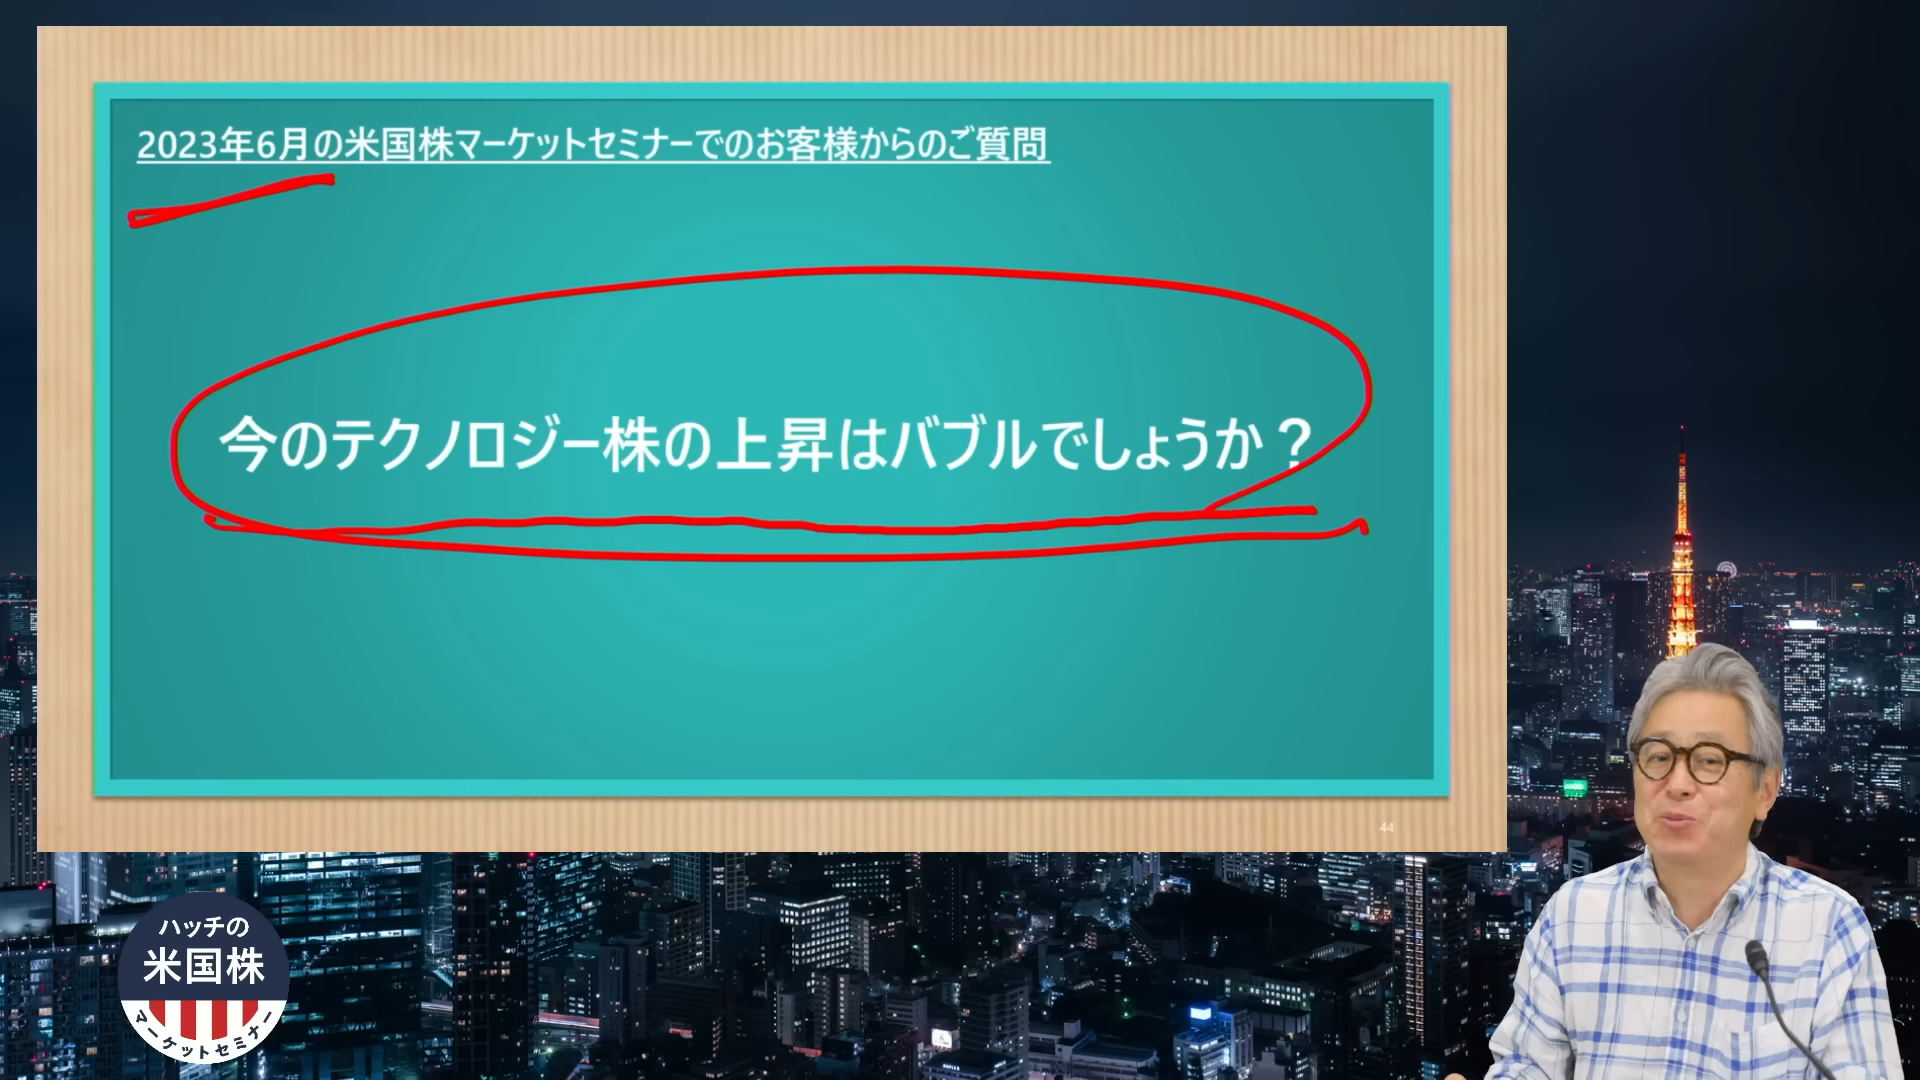 2023年6月の米国株マーケットセミナーでのお客様からのご質問
今のテクノロジー株の上昇はバブルでしょうか？
44
ハッチの
米国株
マーケットセミナー